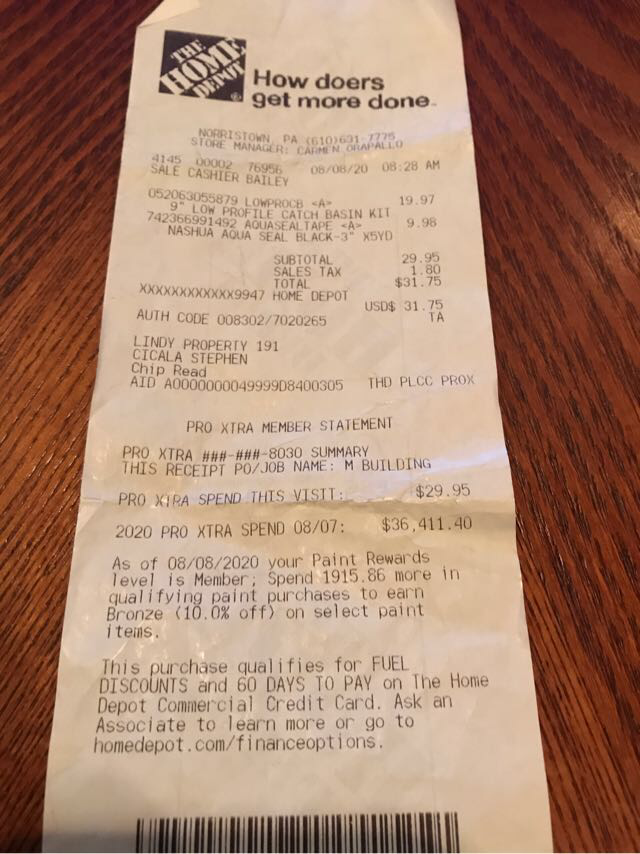 THE
HOME
DEPOT
®
How doers
get more done™
NORRISTOWN, PA (610)631-7775
STORE MANAGER: CARMEN ORAPALLO
4145 00002 76956 08/08/20 08:28 AM
SALE CASHIER BAILEY
052063055879 LOWPROCB <A> 19.97
9" LOW PROFILE CATCH BASIN KIT
742366991492 AQUASEALTAPE <A> 9.98
NASHUA AQUA SEAL BLACK-3" X5YD
SUBTOTAL 29.95
SALES TAX 1.80
TOTAL $31.75
XXXXXXXXXXXX9947 HOME DEPOT
USD$ 31.75
AUTH CODE 008302/7020265 TA
LINDY PROPERTY 191
CICALA STEPHEN
Chip Read
AID A0000000049999D8400305 THD PLCC PROX
PRO XTRA MEMBER STATEMENT
PRO XTRA ###-###-8030 SUMMARY
THIS RECEIPT PO/JOB NAME: M BUILDING
PRO XTRA SPEND THIS VISIT: $29.95
2020 PRO XTRA SPEND 08/07: $36,411.40
As of 08/08/2020 your Paint Rewards
level is Member; Spend 1915.86 more in
qualifying paint purchases to earn
Bronze (10.0% off) on select paint
items.
This purchase qualifies for FUEL
DISCOUNTS and 60 DAYS TO PAY on The Home
Depot Commercial Credit Card. Ask an
Associate to learn more or go to
homedepot.com/financeoptions.